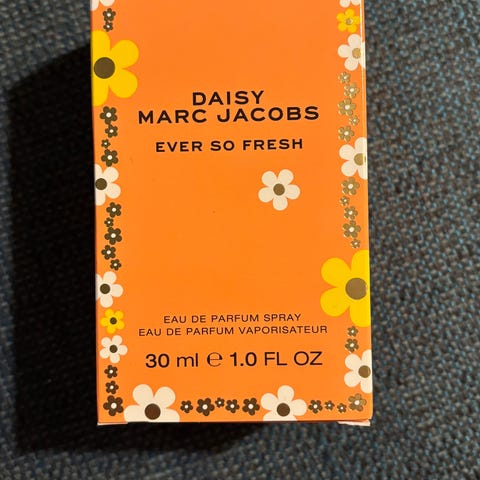 DAISY
MARC JACOBS
EVER SO FRESH
EAU DE PARFUM SPRAY
EAU DE PARFUM VAPORISATEUR
30 ml ℮ 1.0 FL OZ